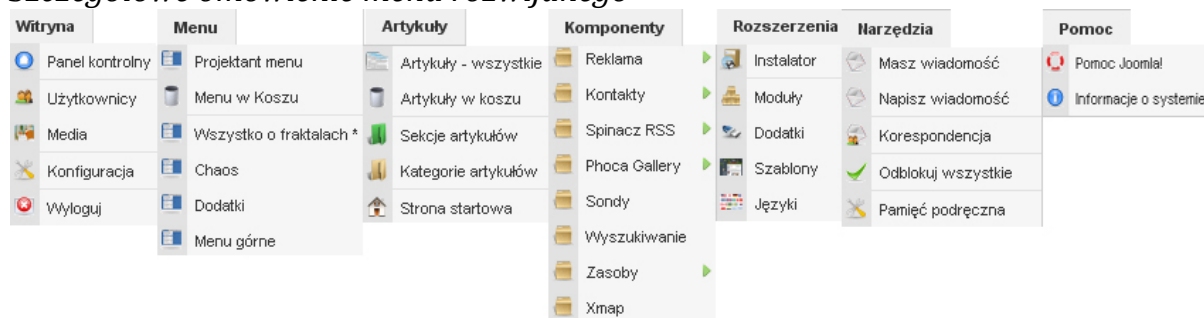 Szczegółowe omówienie menu rozwijanego
Witryna
Panel kontrolny
Użytkownicy
Media
Konfiguracja
Wyloguj
Menu
Projektant menu
Menu w Koszu
Wszystko o fraktalach *
Chaos
Dodatki
Menu górne
Artykuły
Artykuły - wszystkie
Artykuły w koszu
Sekcje artykułów
Kategorie artykułów
Strona startowa
Komponenty
Reklama
Kontakty
Spinacz RSS
Phoca Gallery
Sondy
Wyszukiwanie
Zasoby
Xmap
Rozszerzenia
Instalator
Moduły
Dodatki
Szablony
Języki
Narzędzia
Masz wiadomość
Napisz wiadomość
Korespondencja
Odblokuj wszystkie
Pamięć podręczna
Pomoc
Pomoc Joomla!
Informacje o systemie